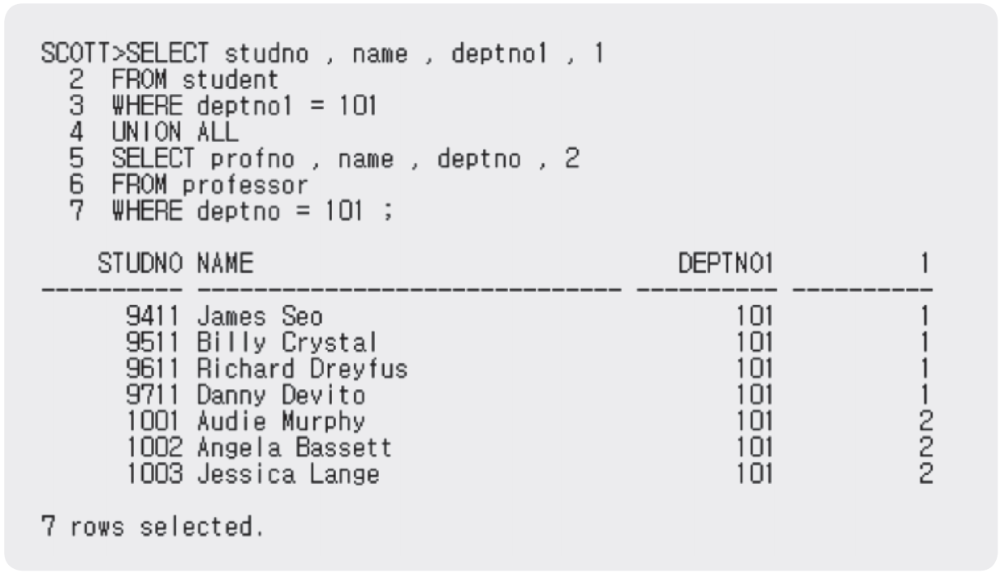 SCOTT>SELECT studno , name , deptno1 , 1
2 FROM student
3 WHERE deptno1 = 101
4 UNION ALL
5 SELECT profno , name , deptno , 2
6 FROM professor
7 WHERE deptno = 101 ;
STUDNO NAME DEPTNO1 1
---------- ------------------------------ ---------- ----------
9411 James Seo 101 1
9511 Billy Crystal 101 1
9611 Richard Dreyfus 101 1
9711 Danny Devito 101 1
1001 Audie Murphy 101 2
1002 Angela Bassett 101 2
1003 Jessica Lange 101 2
7 rows selected.